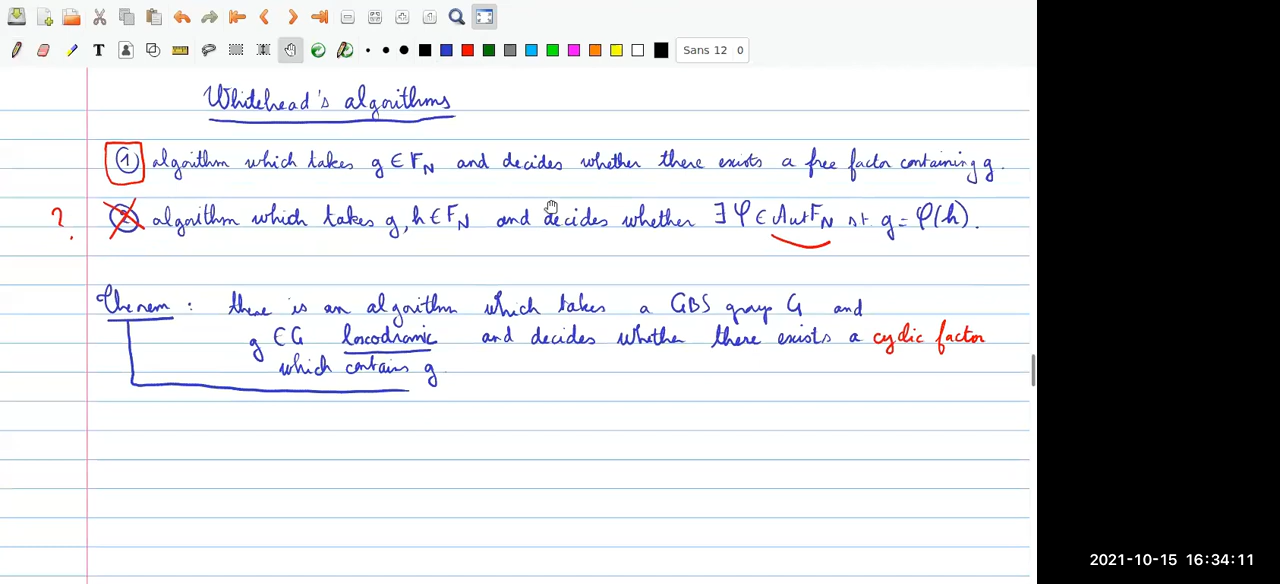 Sans 12 0
Whitehead's algorithms
① algorithm which takes g ∈ F_N and decides whether there exists a free factor containing g.
? ② algorithm which takes g, h ∈ F_N and decides whether ∃ φ ∈ Aut F_N st. g = φ(h).
Theorem : there is an algorithm which takes a GBS group G and
g ∈ G loxodromic and decides whether there exists a cyclic factor
which contains g
2021-10-15 16:34:11